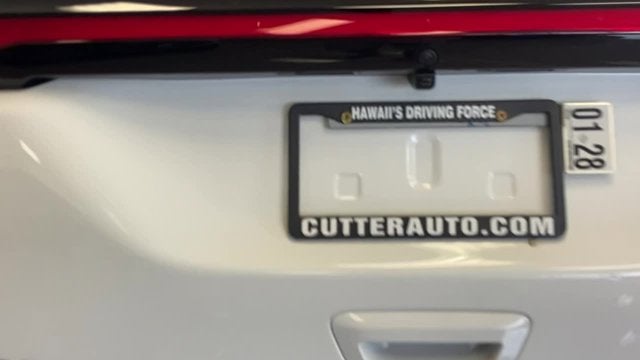 HAWAII'S DRIVING FORCE
01 28
CUTTERAUTO.COM